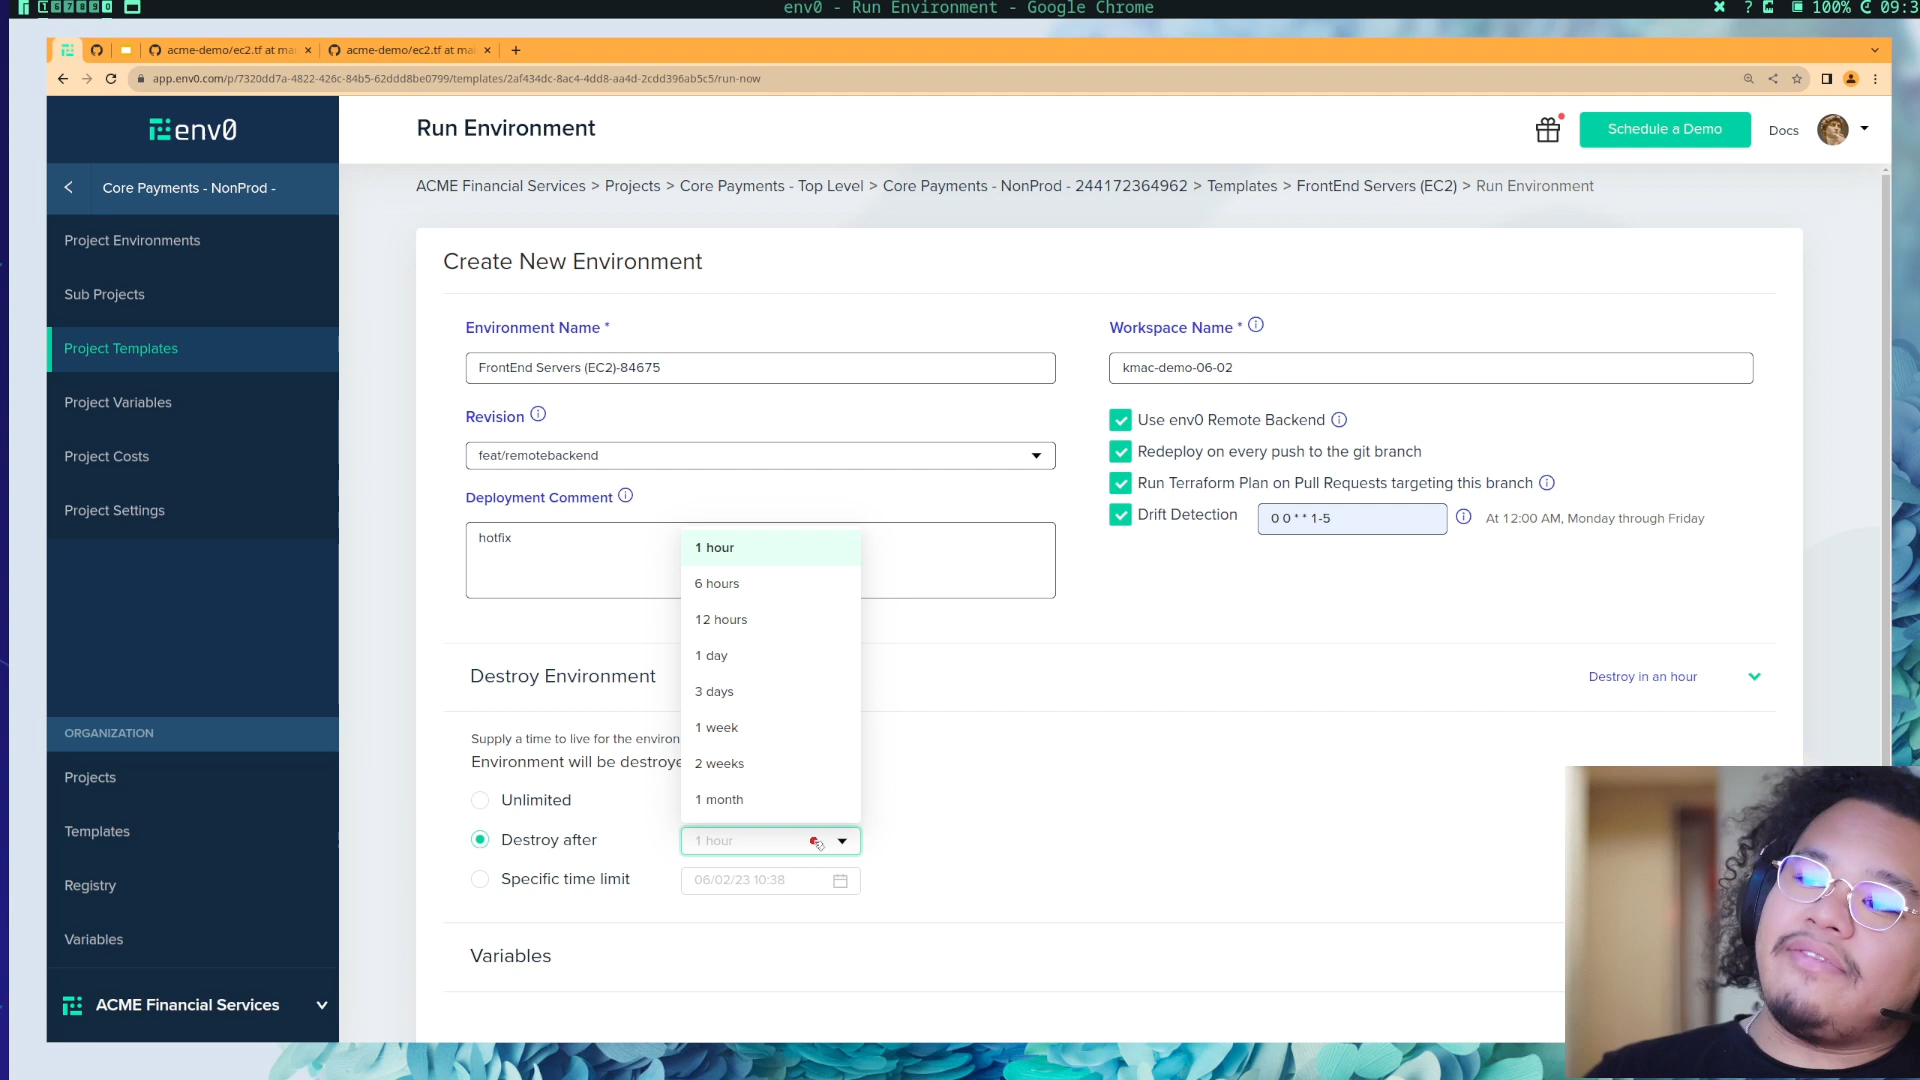 1 6 7 8 9 0
env0 - Run Environment - Google Chrome
? 100% 09:3
acme-demo/ec2.tf at ma
acme-demo/ec2.tf at mai
app.env0.com/p/7320dd7a-4822-426c-84b5-62ddd8be0799/templates/2af434dc-8ac4-4dd8-aa4d-2cdd396ab5c5/run-now
env0
Run Environment
Schedule a Demo
Docs
Core Payments - NonProd -
ACME Financial Services > Projects > Core Payments - Top Level > Core Payments - NonProd - 244172364962 > Templates > FrontEnd Servers (EC2) > Run Environment
Project Environments
Sub Projects
Project Templates
Project Variables
Project Costs
Project Settings
ORGANIZATION
Projects
Templates
Registry
Variables
ACME Financial Services
Create New Environment
Environment Name *
FrontEnd Servers (EC2)-84675
Workspace Name *
kmac-demo-06-02
Revision
feat/remotebackend
Use env0 Remote Backend
Redeploy on every push to the git branch
Run Terraform Plan on Pull Requests targeting this branch
Drift Detection
0 0 * * 1-5
At 12:00 AM, Monday through Friday
Deployment Comment
hotfix
1 hour
6 hours
12 hours
1 day
3 days
1 week
2 weeks
1 month
Destroy Environment
Destroy in an hour
Supply a time to live for the environ
Environment will be destroye
Unlimited
Destroy after
1 hour
Specific time limit
06/02/23 10:38
Variables